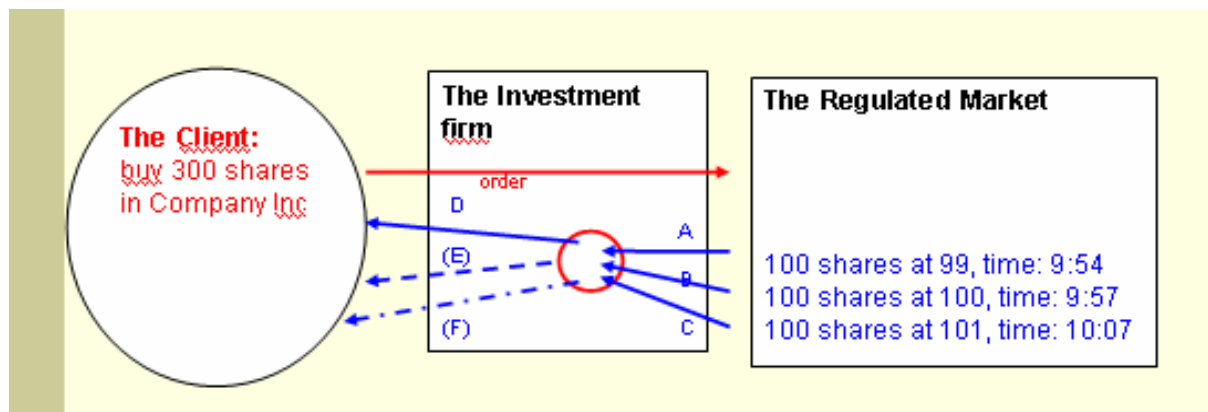 The Client:
buy 300 shares
in Company Inc
The Investment
firm
order
D
(E)
(F)
A
B
C
The Regulated Market
100 shares at 99, time: 9:54
100 shares at 100, time: 9:57
100 shares at 101, time: 10:07